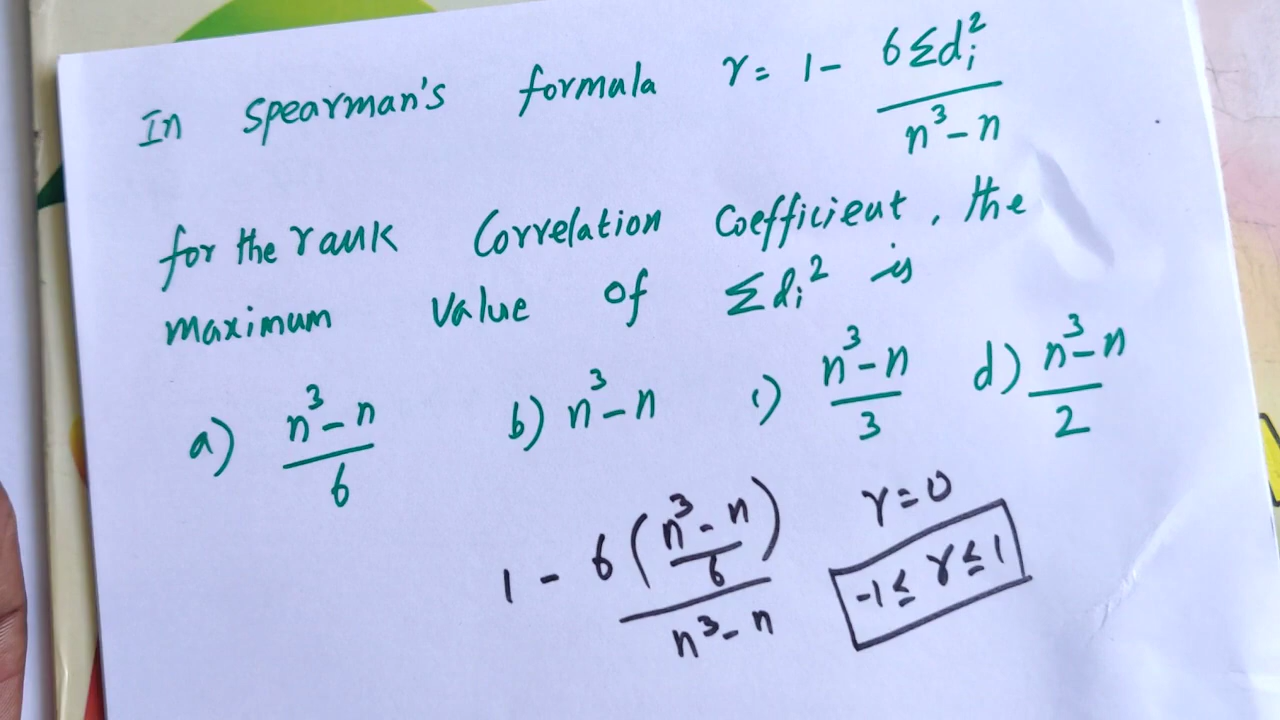 In Spearman's formula r = 1 - 6Σdᵢ² / n³ - n
for the rank Correlation Coefficient, the
maximum value of Σdᵢ² is
a) n³ - n / 6 b) n³ - n c) n³ - n / 3 d) n³ - n / 2
1 - 6 (n³ - n / 6) / n³ - n r = 0
-1 ≤ r ≤ 1